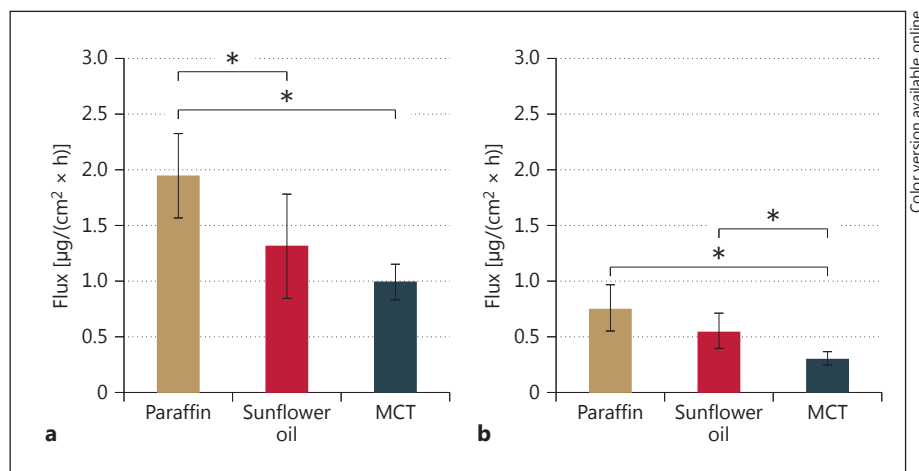 Color version available online
Flux [µg/(cm² × h)]
3.0
2.5
2.0
1.5
1.0
0.5
0
*
*
Paraffin
Sunflower
oil
MCT
a
Flux [µg/(cm² × h)]
3.0
2.5
2.0
1.5
1.0
0.5
0
*
*
Paraffin
Sunflower
oil
MCT
b